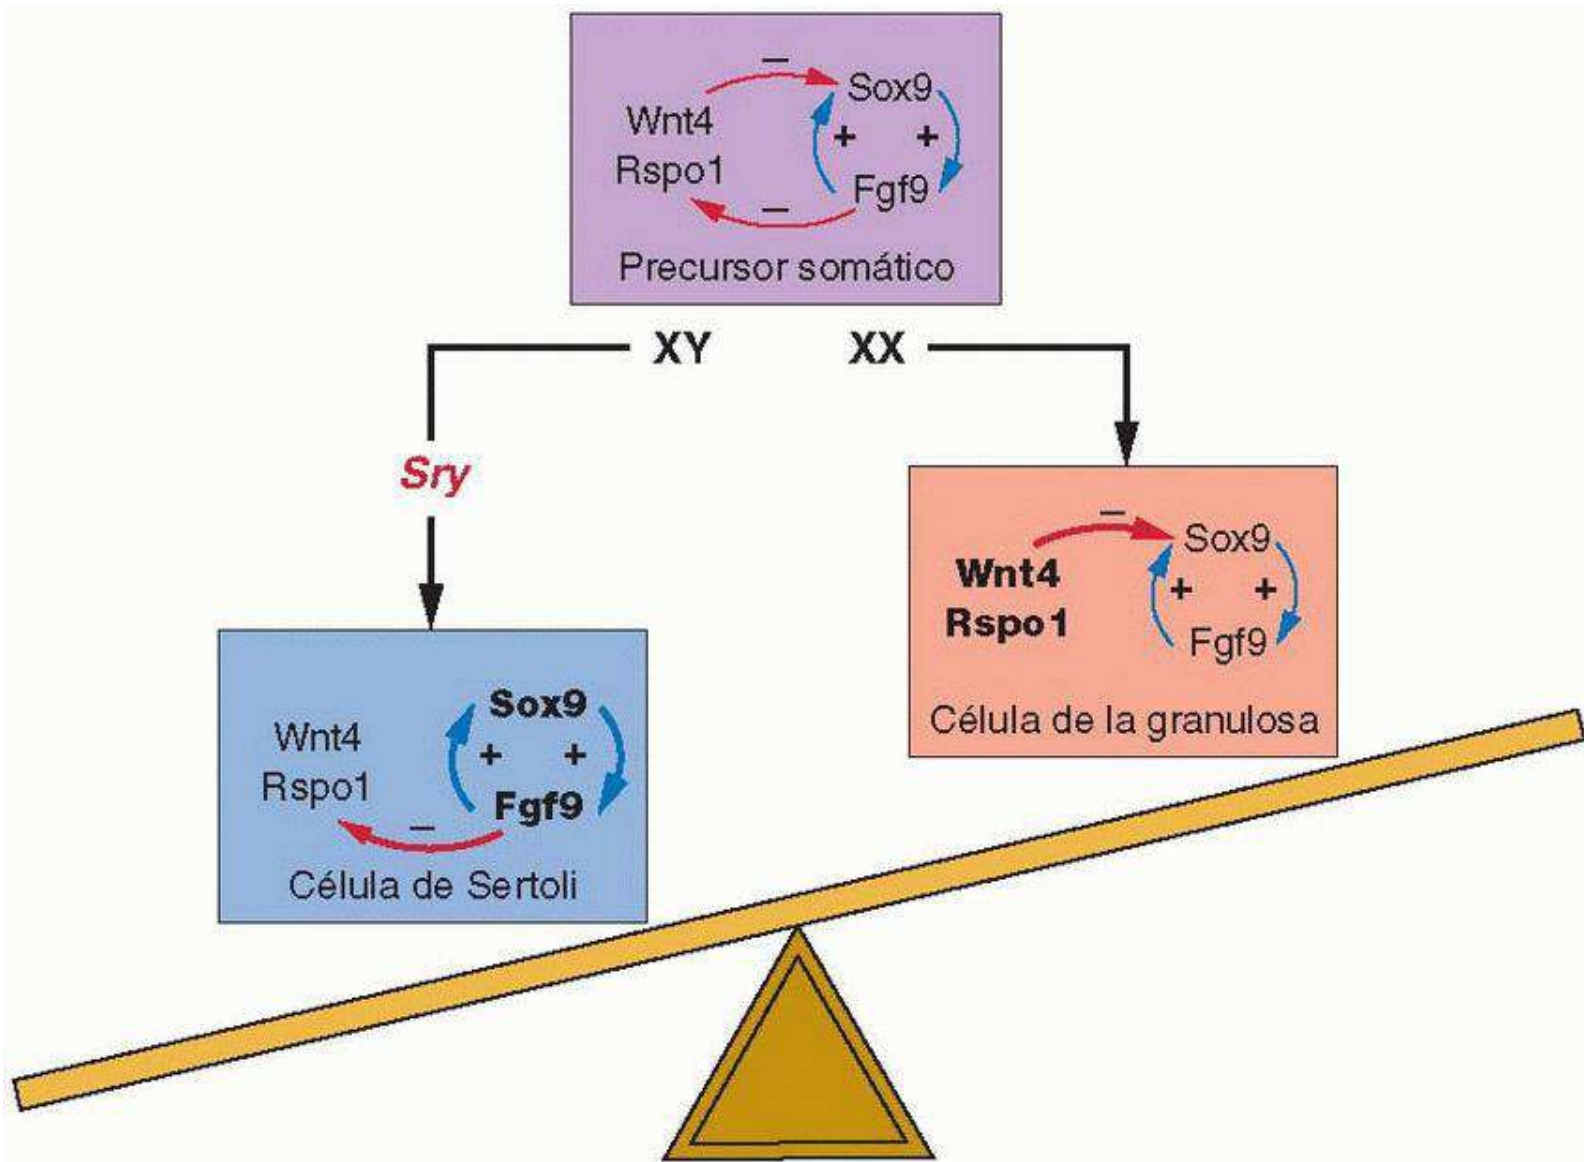 –
Sox9
Wnt4
+ +
Rspo1
Fgf9
–
Precursor somático
XY XX
Sry
–
Sox9
Wnt4
+ +
Rspo1
Fgf9
Célula de la granulosa
Sox9
Wnt4
+ +
Rspo1
Fgf9
–
Célula de Sertoli